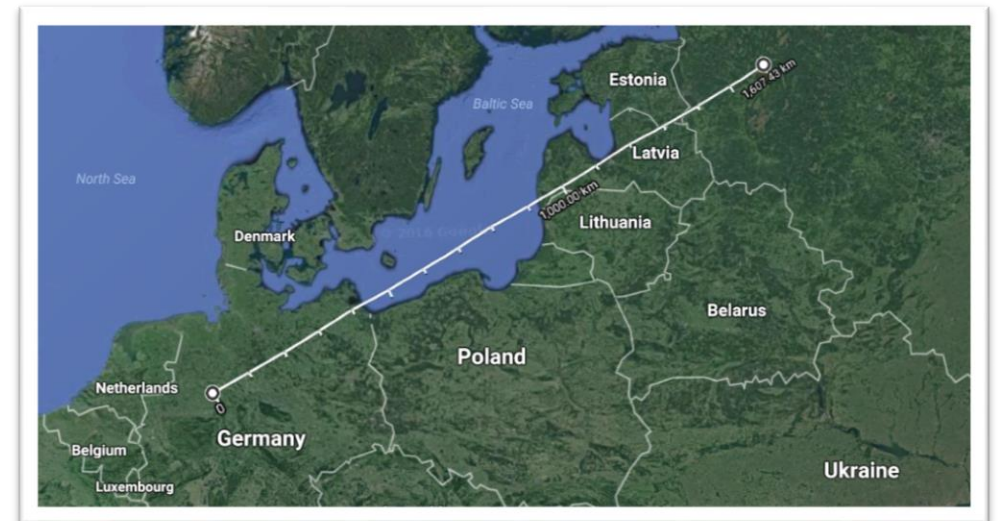 Estonia
1,607.43 km
Baltic Sea
Latvia
North Sea
1,000.00 km
Lithuania
Denmark
Belarus
Poland
Netherlands
0
Germany
Belgium
Ukraine
Luxembourg